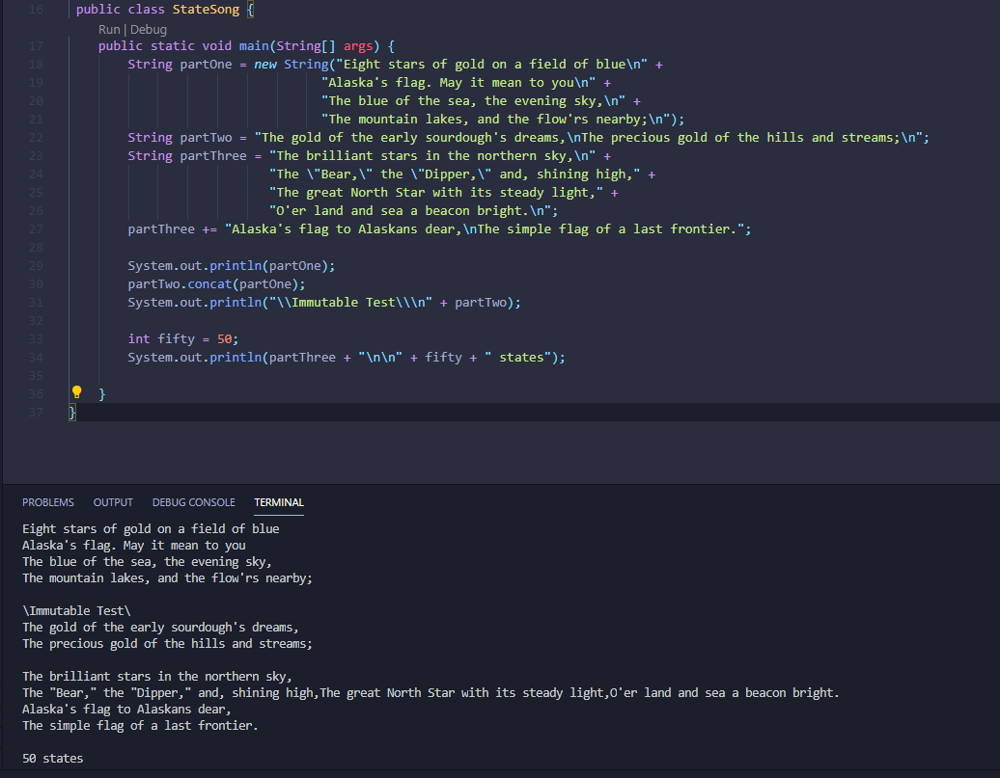 16 public class StateSong {
Run | Debug
17 public static void main(String[] args) {
18 String partOne = new String("Eight stars of gold on a field of blue\n" +
19 "Alaska's flag. May it mean to you\n" +
20 "The blue of the sea, the evening sky,\n" +
21 "The mountain lakes, and the flow'rs nearby;\n");
22 String partTwo = "The gold of the early sourdough's dreams,\nThe precious gold of the hills and streams;\n";
23 String partThree = "The brilliant stars in the northern sky,\n" +
24 "The \"Bear,\" the \"Dipper,\" and, shining high," +
25 "The great North Star with its steady light," +
26 "O'er land and sea a beacon bright.\n";
27 partThree += "Alaska's flag to Alaskans dear,\nThe simple flag of a last frontier.";
28
29 System.out.println(partOne);
30 partTwo.concat(partOne);
31 System.out.println("\\Immutable Test\\\n" + partTwo);
32
33 int fifty = 50;
34 System.out.println(partThree + "\n\n" + fifty + " states");
35
36 }
37 }
PROBLEMS OUTPUT DEBUG CONSOLE TERMINAL
Eight stars of gold on a field of blue
Alaska's flag. May it mean to you
The blue of the sea, the evening sky,
The mountain lakes, and the flow'rs nearby;
\Immutable Test\
The gold of the early sourdough's dreams,
The precious gold of the hills and streams;
The brilliant stars in the northern sky,
The "Bear," the "Dipper," and, shining high,The great North Star with its steady light,O'er land and sea a beacon bright.
Alaska's flag to Alaskans dear,
The simple flag of a last frontier.
50 states